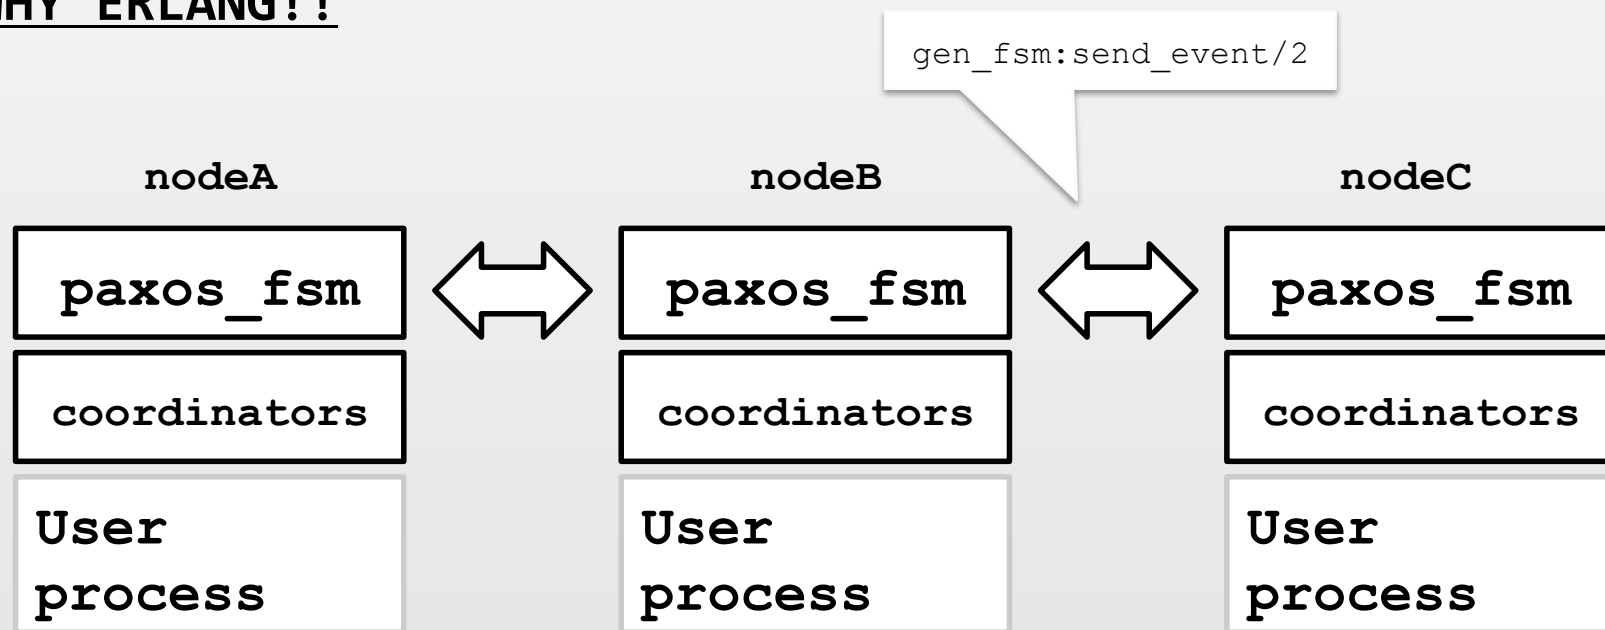 WHY ERLANG!!
gen_fsm:send_event/2
nodeA nodeB nodeC
paxos_fsm paxos_fsm paxos_fsm
coordinators coordinators coordinators
User User User
process process process